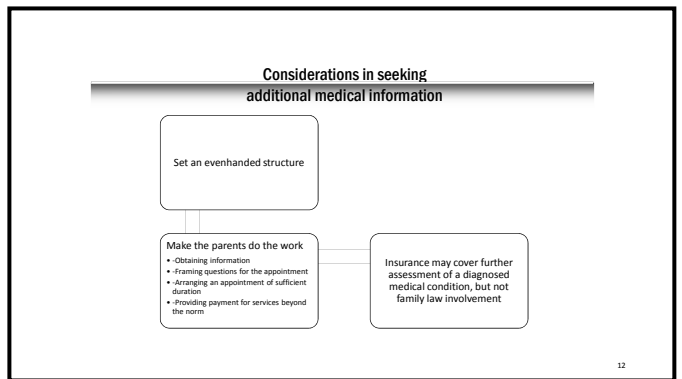 Considerations in seeking
additional medical information
Set an evenhanded structure
Make the parents do the work
• -Obtaining information
• -Framing questions for the appointment
• -Arranging an appointment of sufficient
duration
• -Providing payment for services beyond
the norm
Insurance may cover further
assessment of a diagnosed
medical condition, but not
family law involvement
12